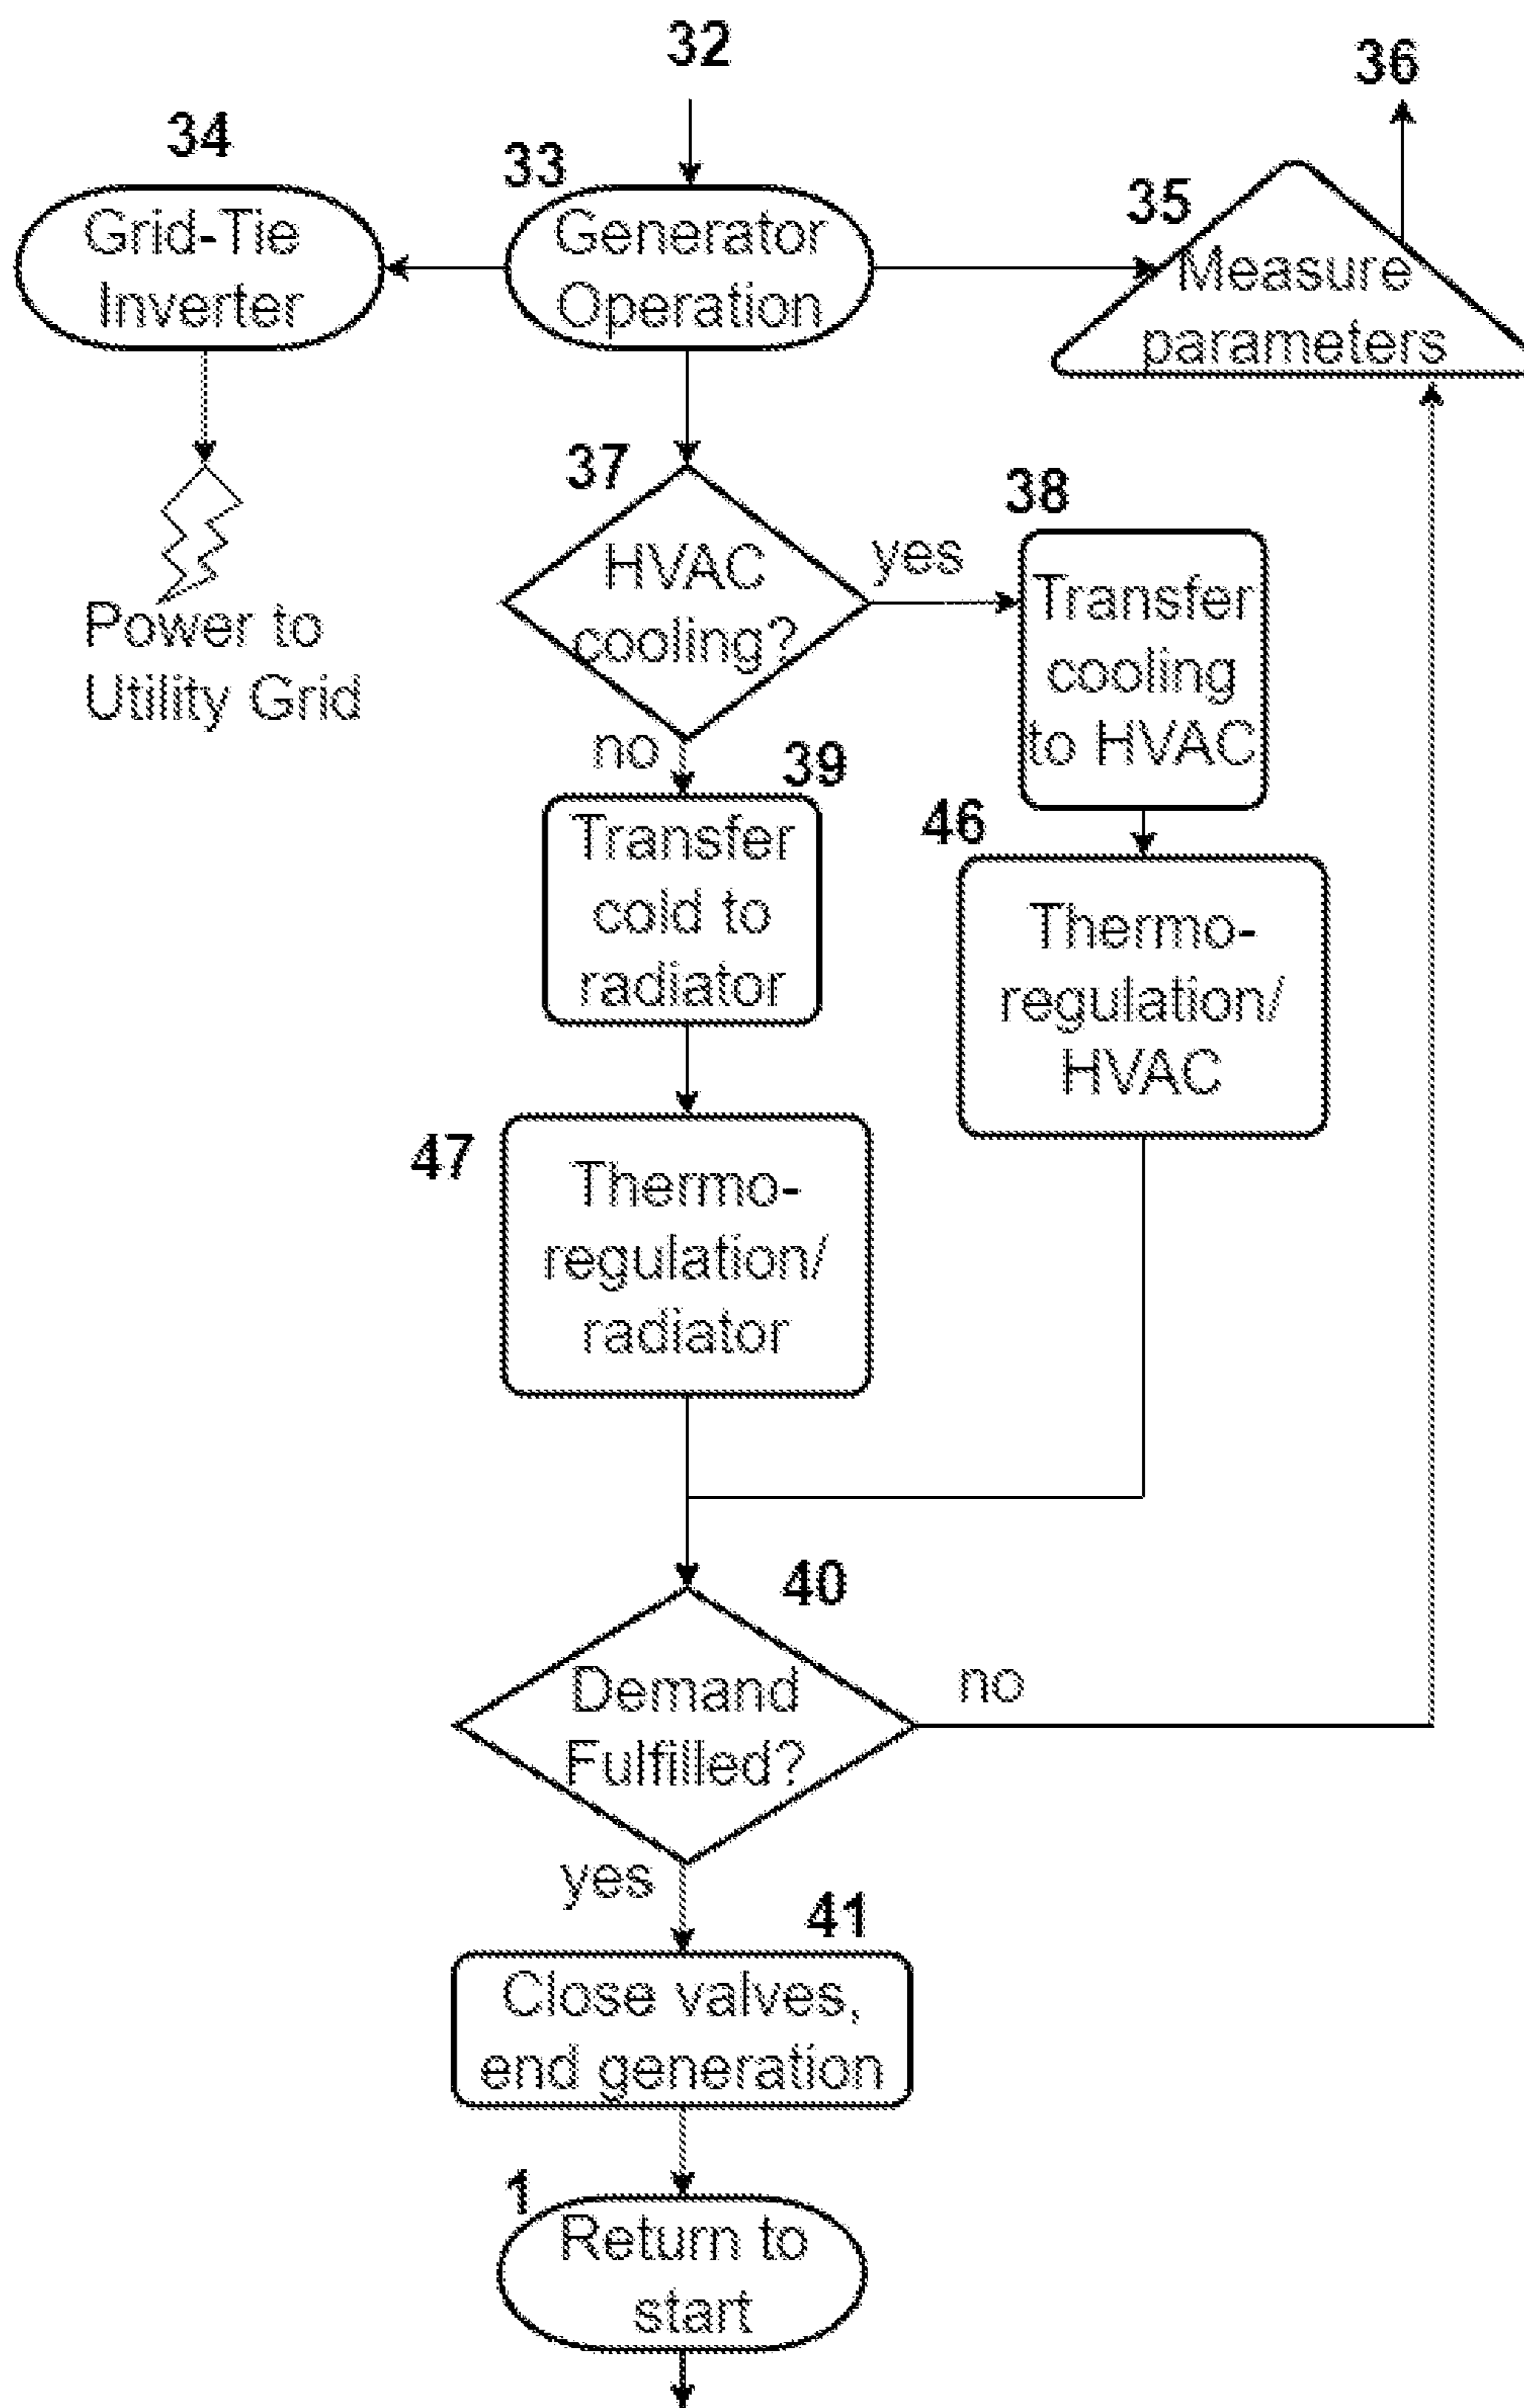 32
36
34
33
35
Grid-Tie
Inverter
Generator
Operation
Measure
parameters
37
38
HVAC
cooling?
yes
Transfer
cooling
to HVAC
Power to
Utility Grid
no
39
46
Transfer
cold to
radiator
Thermo-
regulation/
HVAC
47
Thermo-
regulation/
radiator
40
Demand
Fulfilled?
no
yes
41
Close valves,
end generation
1
Return to
start